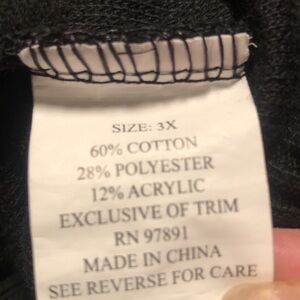 SIZE: 3X
60% COTTON
28% POLYESTER
12% ACRYLIC
EXCLUSIVE OF TRIM
RN 97891
MADE IN CHINA
SEE REVERSE FOR CARE